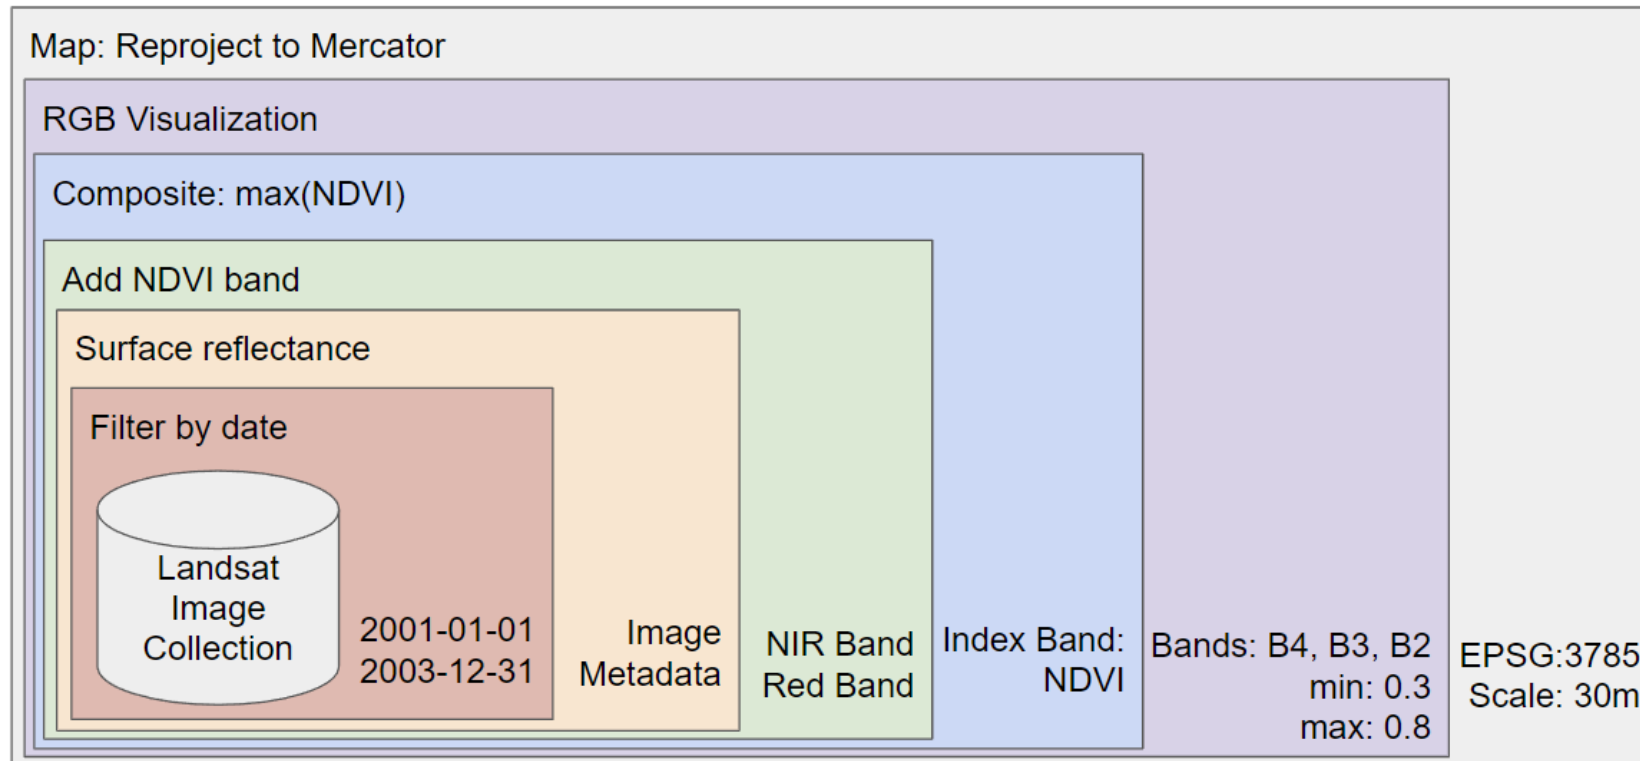 Map: Reproject to Mercator
RGB Visualization
Composite: max(NDVI)
Add NDVI band
Surface reflectance
Filter by date
Landsat
Image
Collection
2001-01-01
2003-12-31
Image
Metadata
NIR Band
Red Band
Index Band:
NDVI
Bands: B4, B3, B2
min: 0.3
max: 0.8
EPSG:3785
Scale: 30m